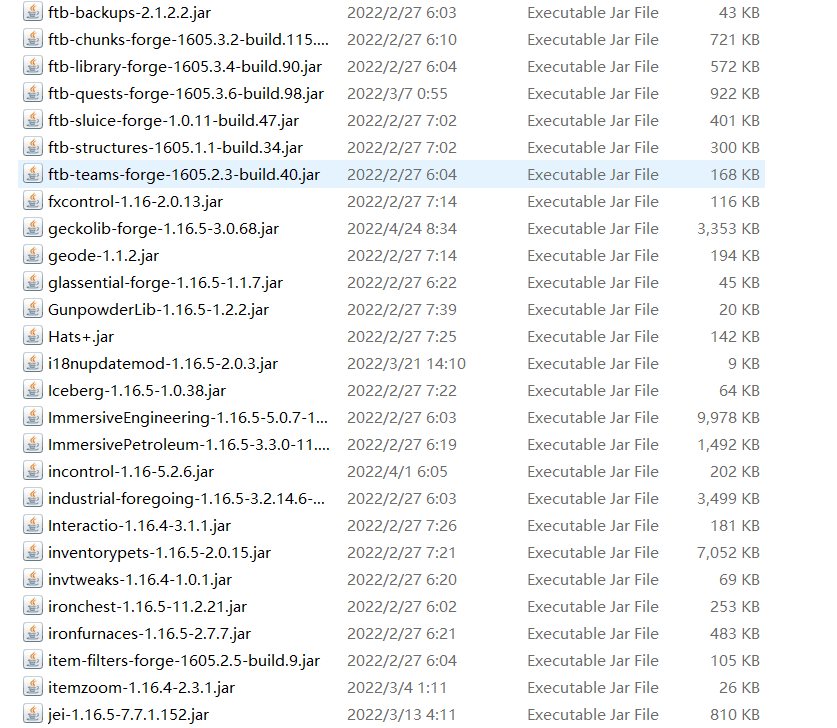 ftb-backups-2.1.2.2.jar 2022/2/27 6:03 Executable Jar File 43 KB
ftb-chunks-forge-1605.3.2-build.115.... 2022/2/27 6:10 Executable Jar File 721 KB
ftb-library-forge-1605.3.4-build.90.jar 2022/2/27 6:04 Executable Jar File 572 KB
ftb-quests-forge-1605.3.6-build.98.jar 2022/3/7 0:55 Executable Jar File 922 KB
ftb-sluice-forge-1.0.11-build.47.jar 2022/2/27 7:02 Executable Jar File 401 KB
ftb-structures-1605.1.1-build.34.jar 2022/2/27 7:02 Executable Jar File 300 KB
ftb-teams-forge-1605.2.3-build.40.jar 2022/2/27 6:04 Executable Jar File 168 KB
fxcontrol-1.16-2.0.13.jar 2022/2/27 7:14 Executable Jar File 116 KB
geckolib-forge-1.16.5-3.0.68.jar 2022/4/24 8:34 Executable Jar File 3,353 KB
geode-1.1.2.jar 2022/2/27 7:14 Executable Jar File 194 KB
glassential-forge-1.16.5-1.1.7.jar 2022/2/27 6:22 Executable Jar File 45 KB
GunpowderLib-1.16.5-1.2.2.jar 2022/2/27 7:39 Executable Jar File 20 KB
Hats+.jar 2022/2/27 7:25 Executable Jar File 142 KB
i18nupdatemod-1.16.5-2.0.3.jar 2022/3/21 14:10 Executable Jar File 9 KB
Iceberg-1.16.5-1.0.38.jar 2022/2/27 7:22 Executable Jar File 64 KB
ImmersiveEngineering-1.16.5-5.0.7-1... 2022/2/27 6:03 Executable Jar File 9,978 KB
ImmersivePetroleum-1.16.5-3.3.0-11.... 2022/2/27 6:19 Executable Jar File 1,492 KB
incontrol-1.16-5.2.6.jar 2022/4/1 6:05 Executable Jar File 202 KB
industrial-foregoing-1.16.5-3.2.14.6-... 2022/2/27 6:03 Executable Jar File 3,499 KB
Interactio-1.16.4-3.1.1.jar 2022/2/27 7:26 Executable Jar File 181 KB
inventorypets-1.16.5-2.0.15.jar 2022/2/27 7:21 Executable Jar File 7,052 KB
invtweaks-1.16.4-1.0.1.jar 2022/2/27 6:20 Executable Jar File 69 KB
ironchest-1.16.5-11.2.21.jar 2022/2/27 6:02 Executable Jar File 253 KB
ironfurnaces-1.16.5-2.7.7.jar 2022/2/27 6:21 Executable Jar File 483 KB
item-filters-forge-1605.2.5-build.9.jar 2022/2/27 6:04 Executable Jar File 105 KB
itemzoom-1.16.4-2.3.1.jar 2022/3/4 1:11 Executable Jar File 26 KB
jei-1.16.5-7.7.1.152.jar 2022/3/13 4:11 Executable Jar File 810 KB